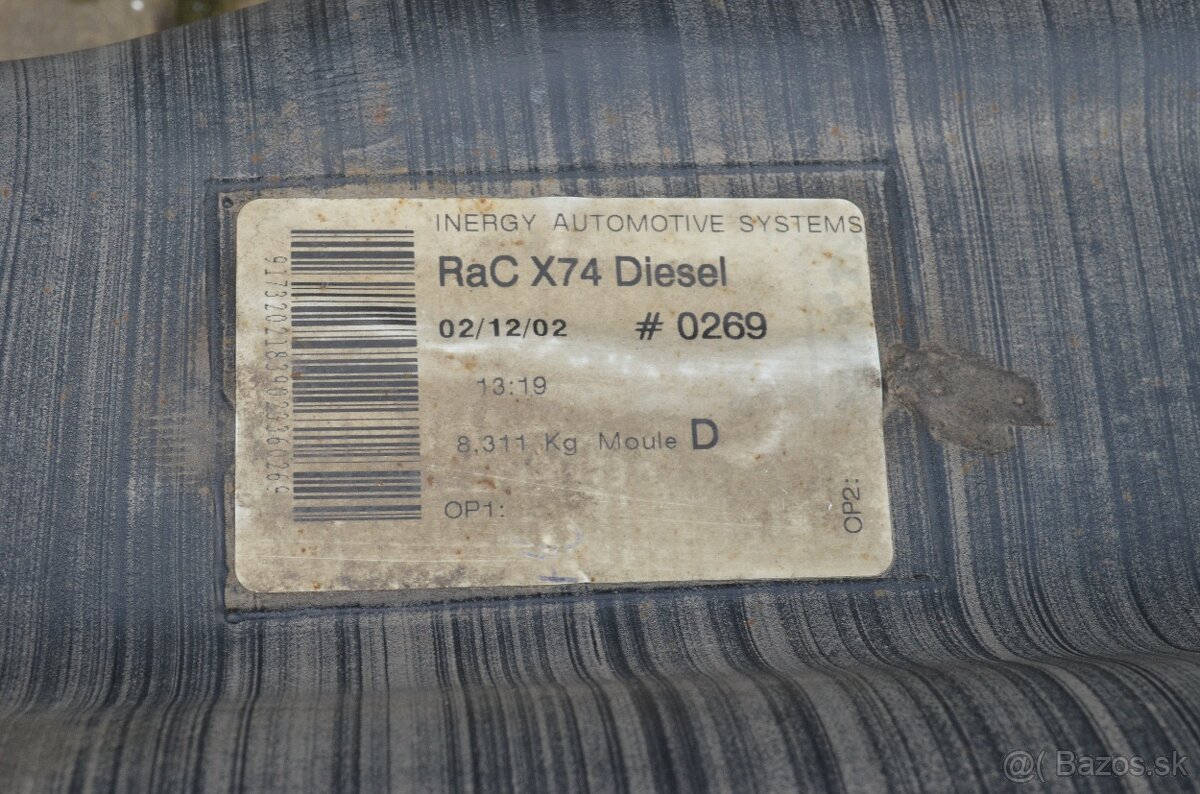 INERGY AUTOMOTIVE SYSTEMS
RaC X74 Diesel
02/12/02 # 0269
13:19
8.311 Kg Moule D
OP1:
OP2:
@( Bazos.sk